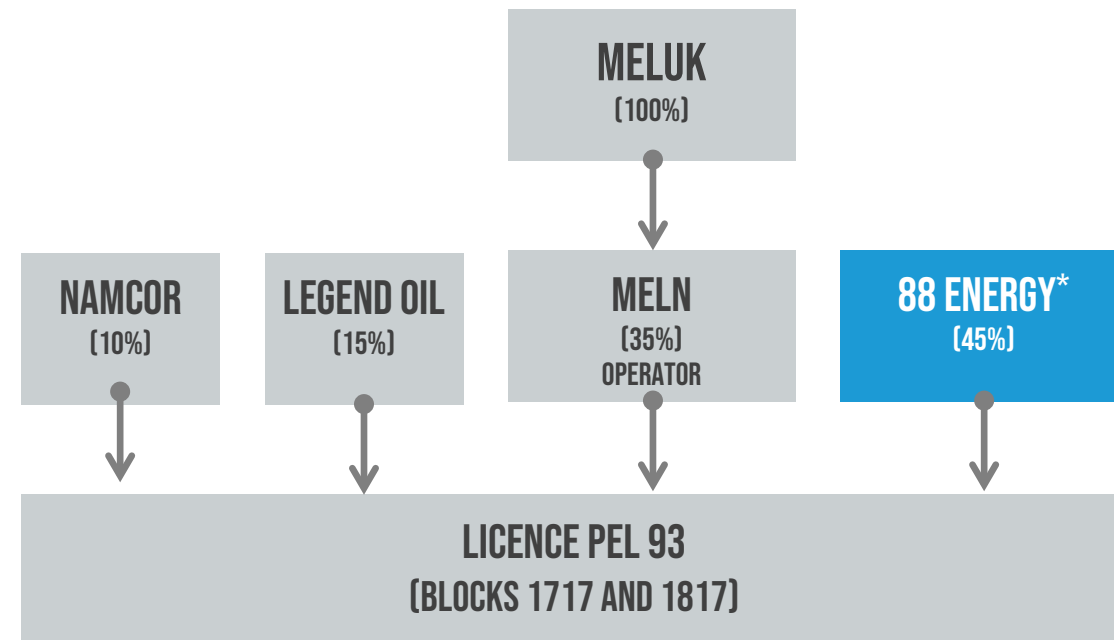 MELUK
(100%)
NAMCOR
(10%)
LEGEND OIL
(15%)
MELN
(35%)
OPERATOR
88 ENERGY*
(45%)
LICENCE PEL 93
(BLOCKS 1717 AND 1817)